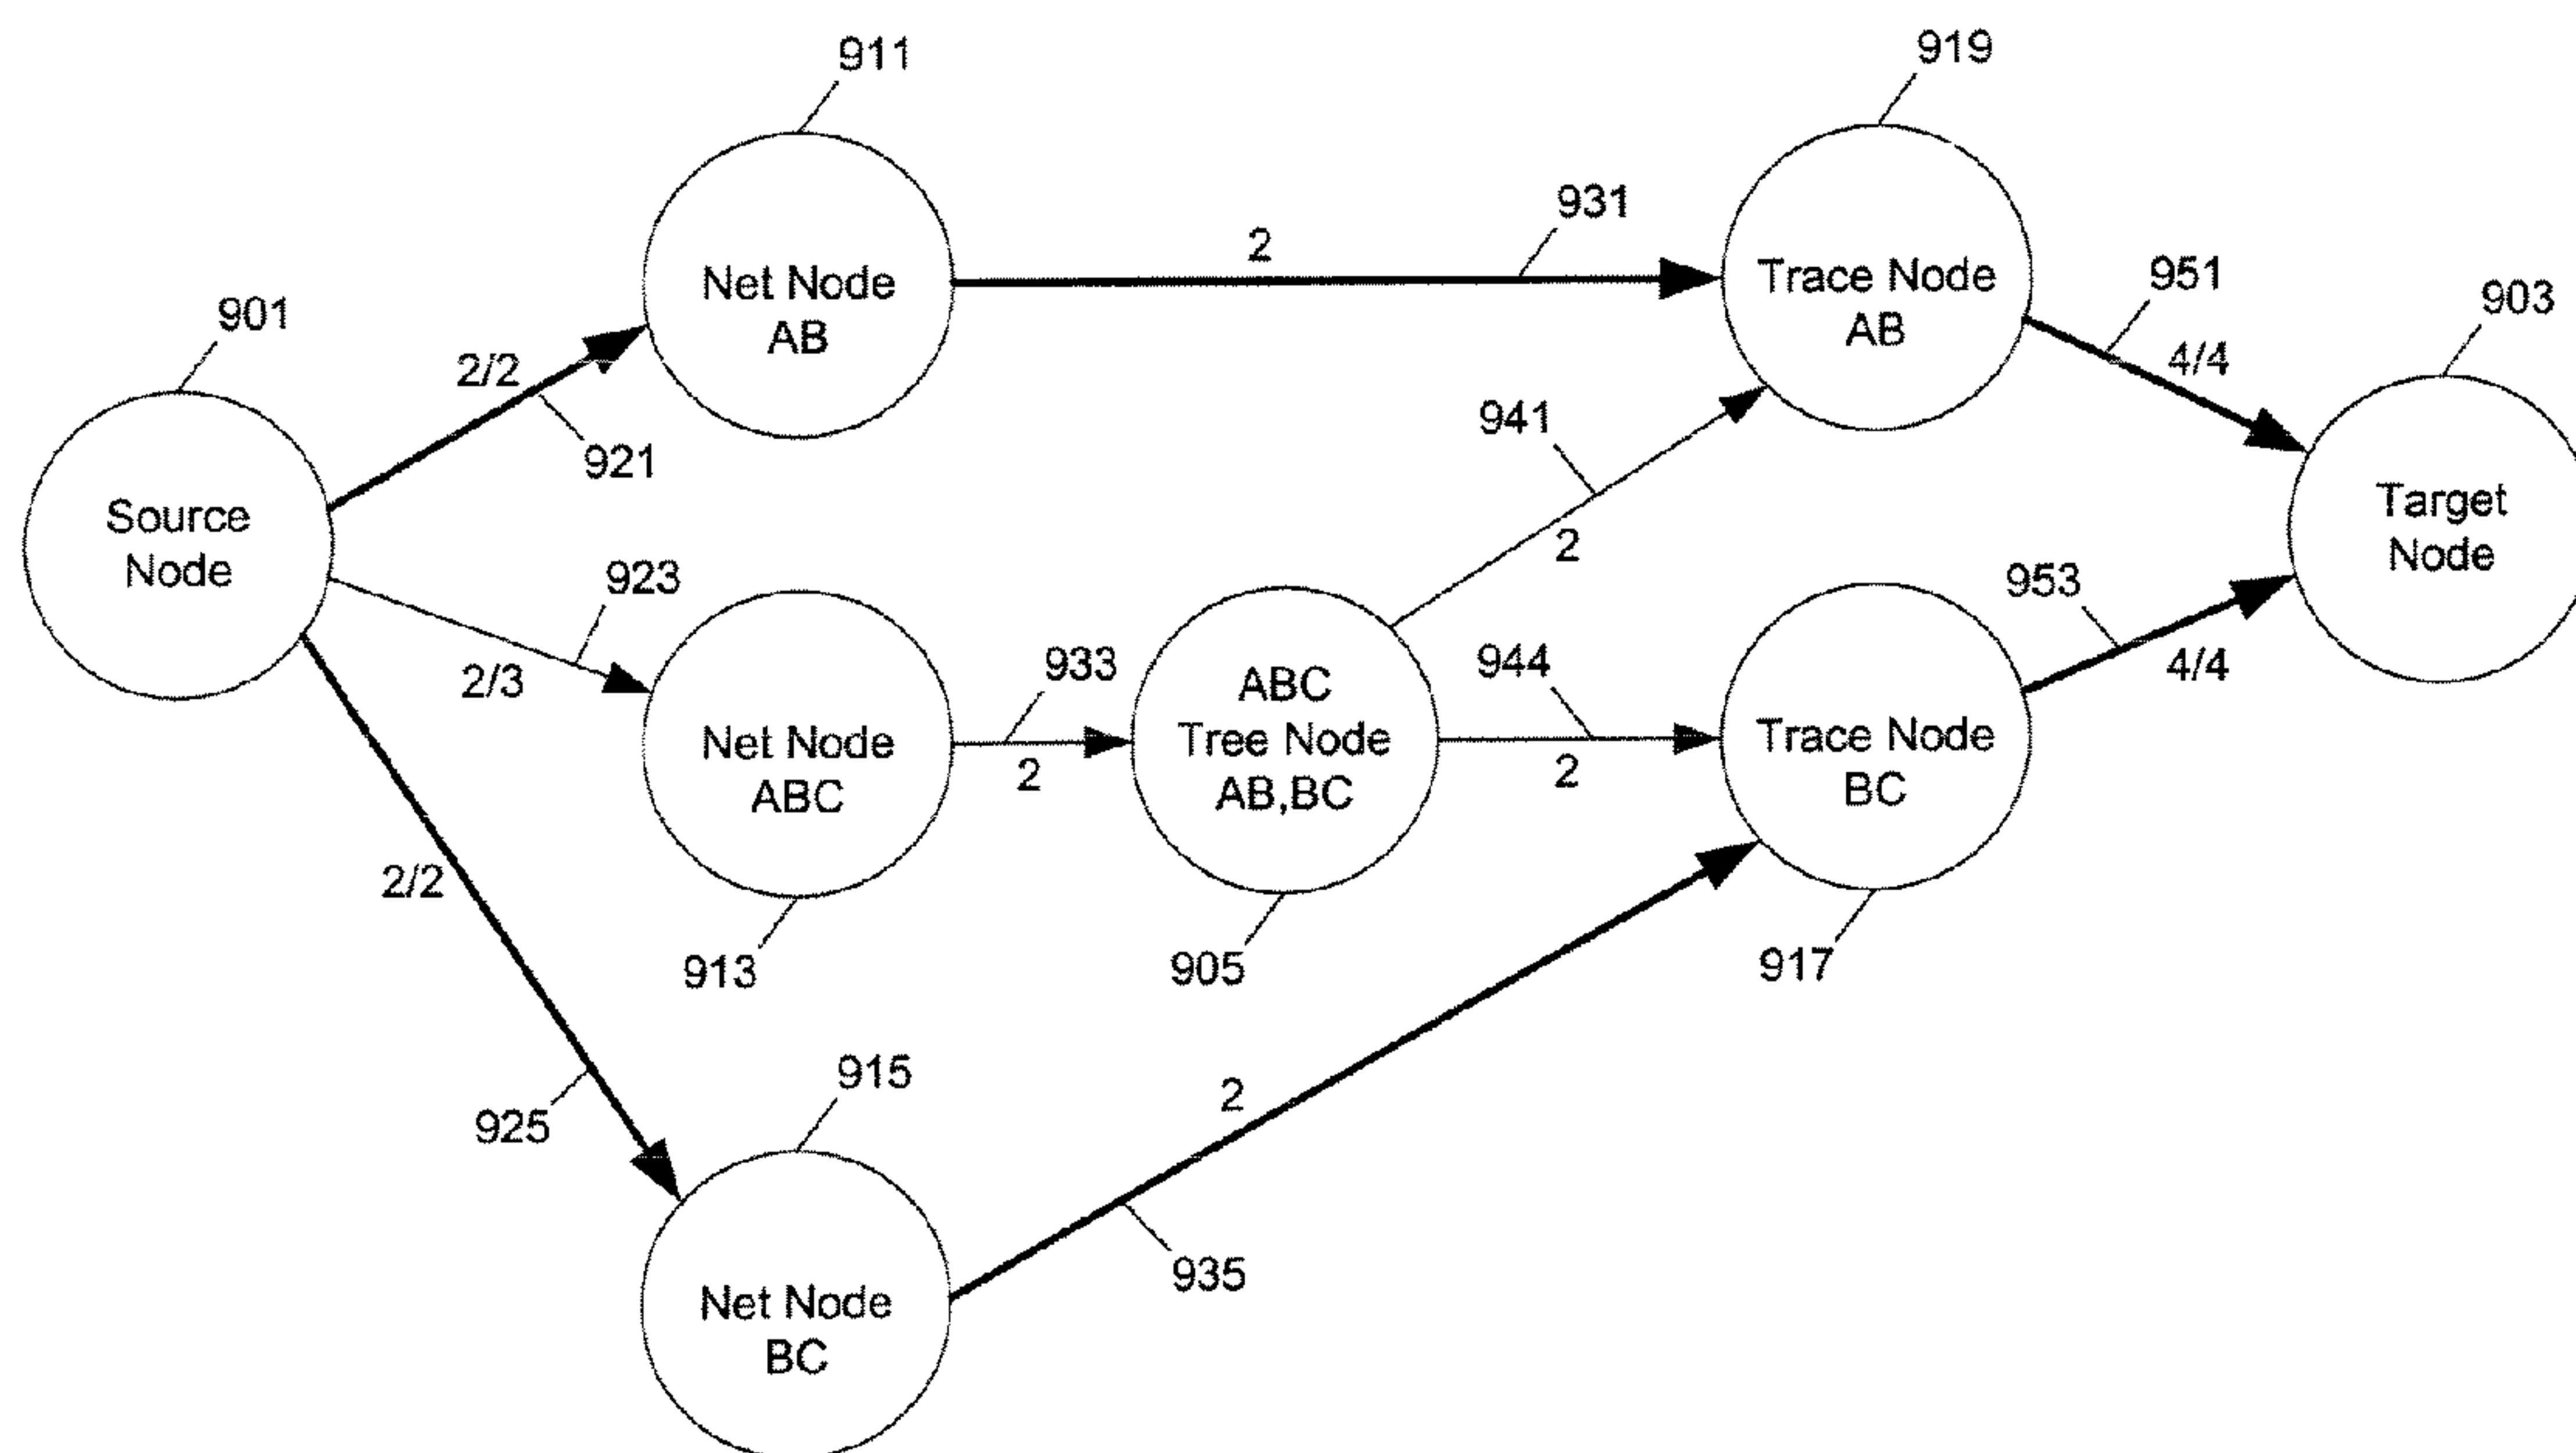 911
919
931
2
951
903
Net Node
AB
Trace Node
AB
901
2/2
4/4
921
941
Source
Node
Target
Node
2
923
953
2/3
933
944
4/4
ABC
Net Node
ABC
Tree Node
AB,BC
Trace Node
BC
2
2
2/2
913
905
917
915
2
925
935
Net Node
BC